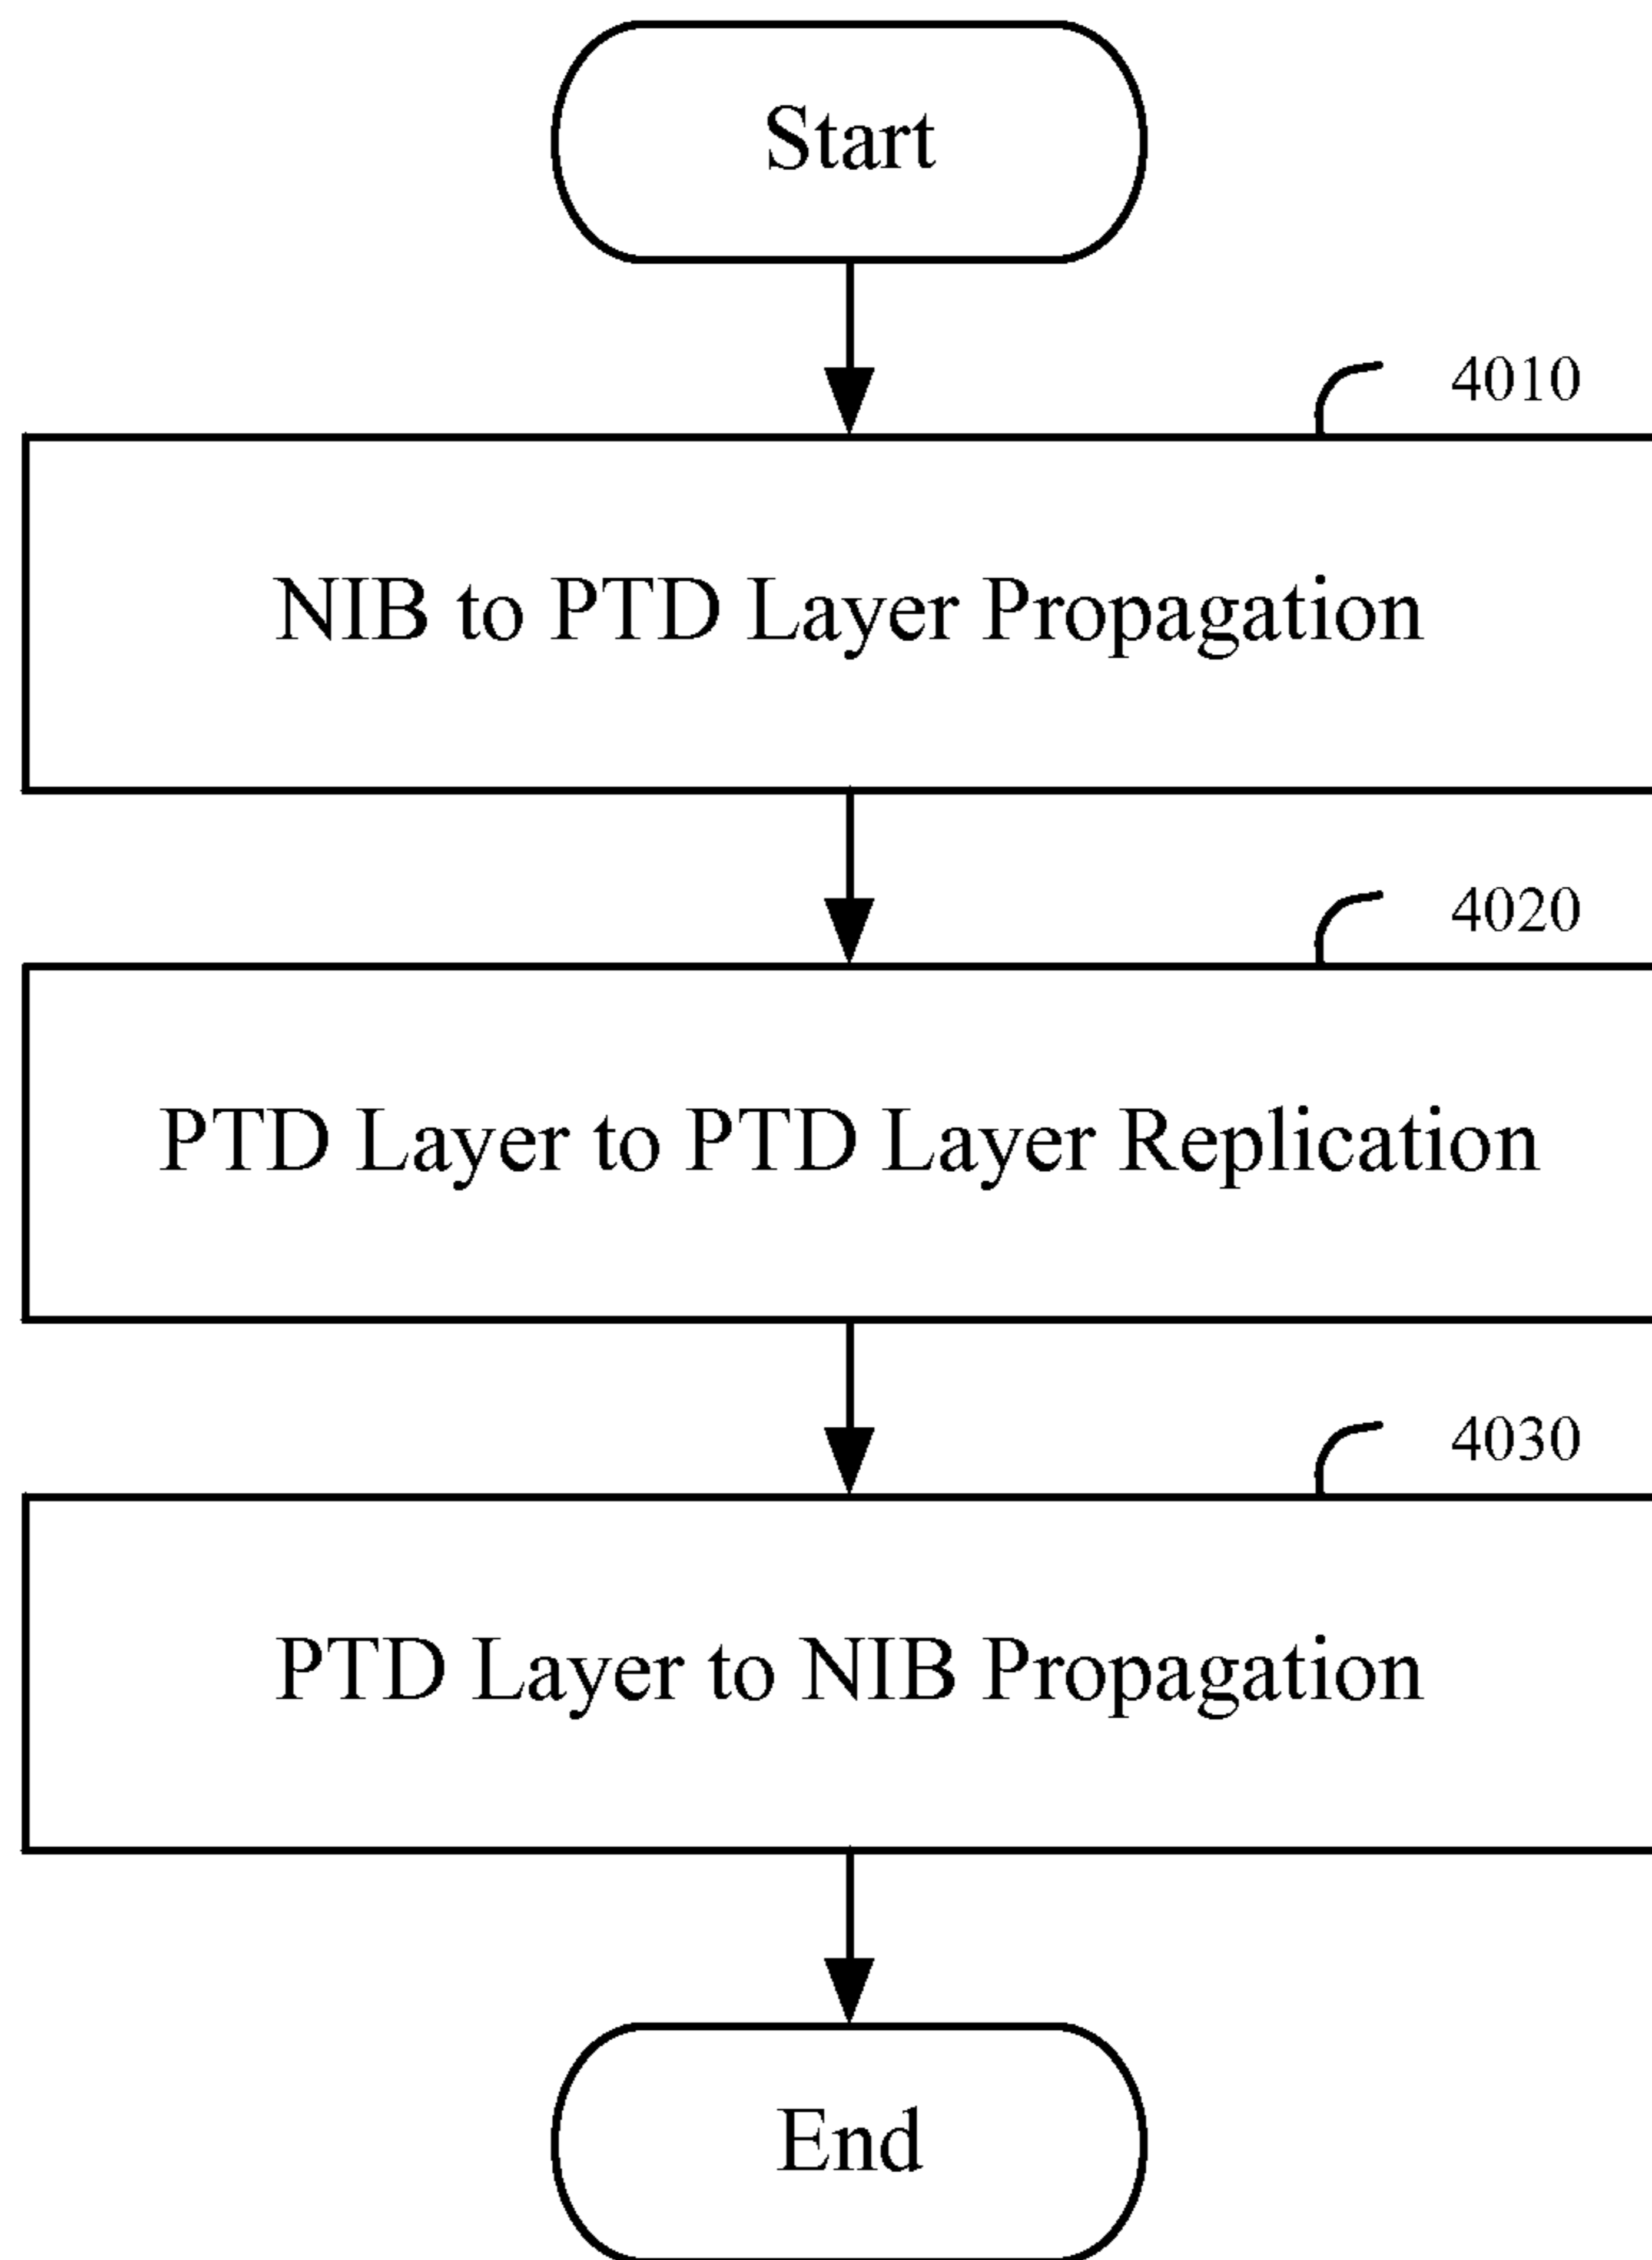 Start
4010
NIB to PTD Layer Propagation
4020
PTD Layer to PTD Layer Replication
4030
PTD Layer to NIB Propagation
End